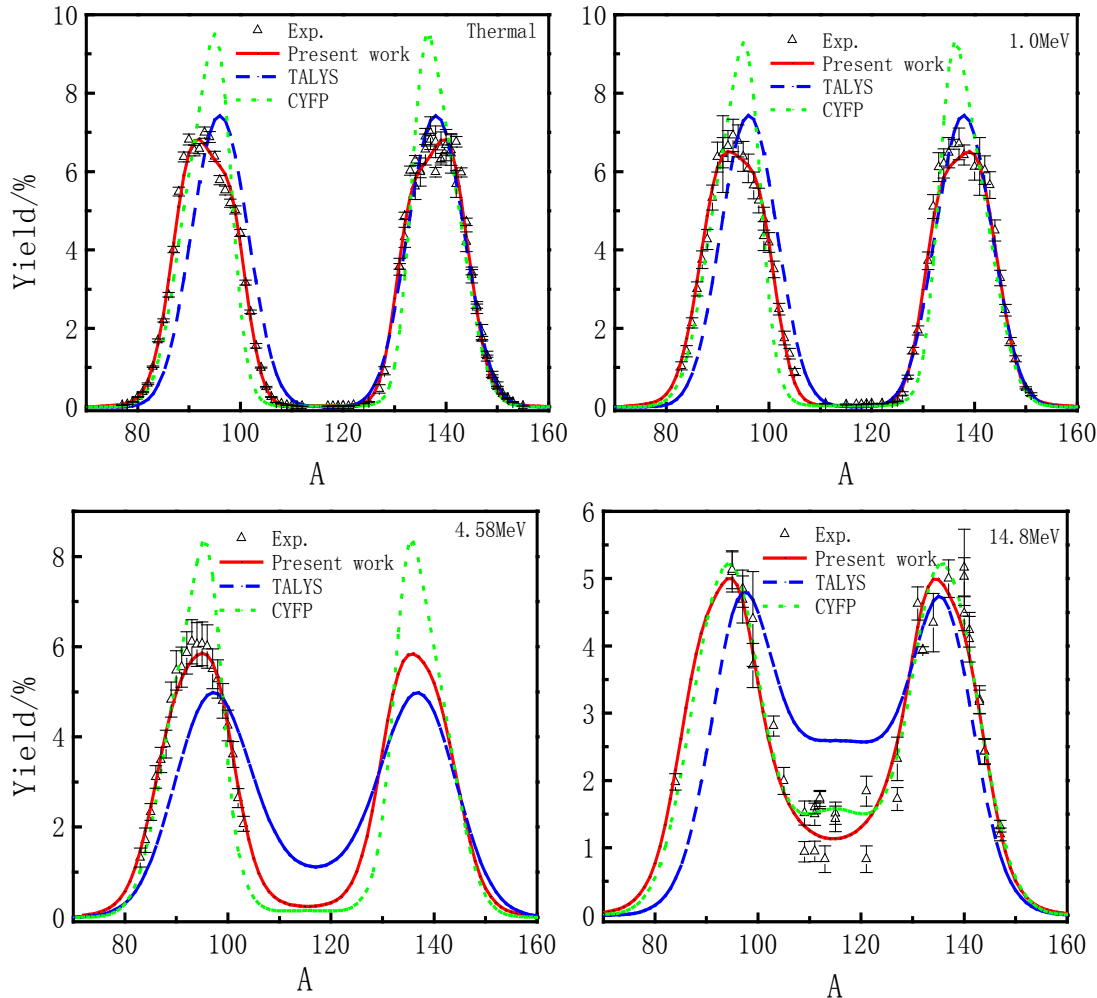 10
8
6
4
2
0
Yield/%
Thermal
Exp.
Present work
TALYS
CYFP
80
100
120
140
160
A
10
8
6
4
2
0
1.0MeV
Exp.
Present work
TALYS
CYFP
80
100
120
140
160
A
8
6
4
2
0
Yield/%
4.58MeV
Exp.
Present work
TALYS
CYFP
80
100
120
140
160
A
6
5
4
3
2
1
0
14.8MeV
Exp.
Present work
TALYS
CYFP
80
100
120
140
160
A